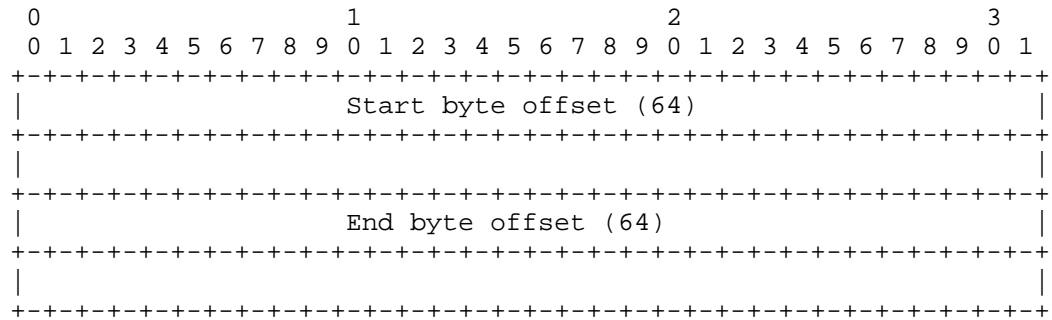 0                   1                   2                   3
 0 1 2 3 4 5 6 7 8 9 0 1 2 3 4 5 6 7 8 9 0 1 2 3 4 5 6 7 8 9 0 1
+-+-+-+-+-+-+-+-+-+-+-+-+-+-+-+-+-+-+-+-+-+-+-+-+-+-+-+-+-+-+-+-+
|                    Start byte offset (64)                     |
+-+-+-+-+-+-+-+-+-+-+-+-+-+-+-+-+-+-+-+-+-+-+-+-+-+-+-+-+-+-+-+-+
|                                                               |
+-+-+-+-+-+-+-+-+-+-+-+-+-+-+-+-+-+-+-+-+-+-+-+-+-+-+-+-+-+-+-+-+
|                    End byte offset (64)                       |
+-+-+-+-+-+-+-+-+-+-+-+-+-+-+-+-+-+-+-+-+-+-+-+-+-+-+-+-+-+-+-+-+
|                                                               |
+-+-+-+-+-+-+-+-+-+-+-+-+-+-+-+-+-+-+-+-+-+-+-+-+-+-+-+-+-+-+-+-+